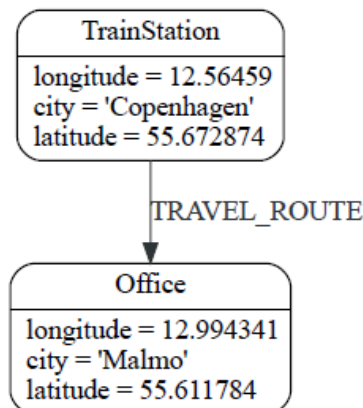 TrainStation
longitude = 12.56459
city = 'Copenhagen'
latitude = 55.672874
TRAVEL_ROUTE
Office
longitude = 12.994341
city = 'Malmo'
latitude = 55.611784